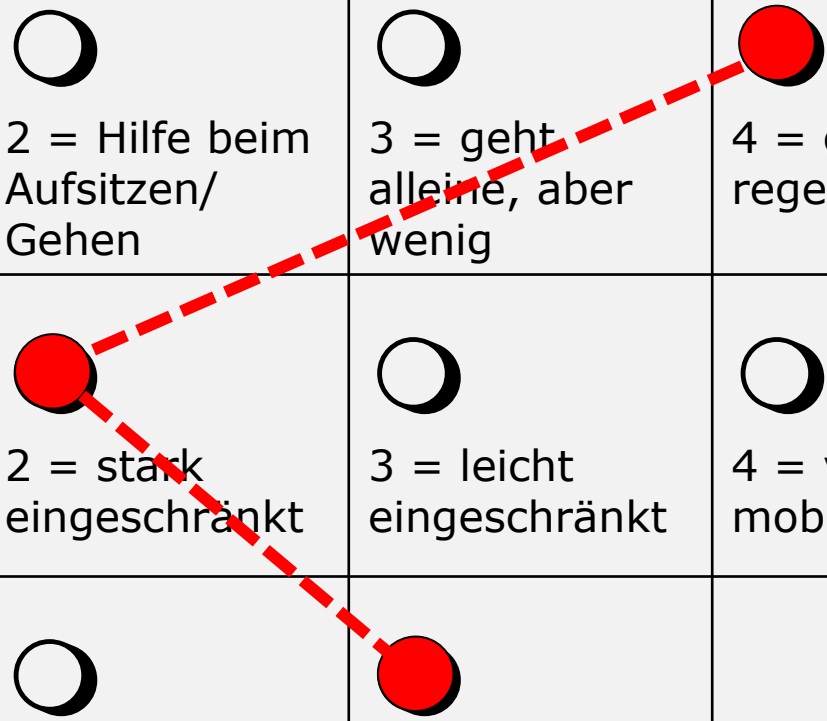 2 = Hilfe beim
Aufsitzen/
Gehen
3 = geht
alleine, aber
wenig
4 =
rege
2 = stark
eingeschränkt
3 = leicht
eingeschränkt
4 =
mob